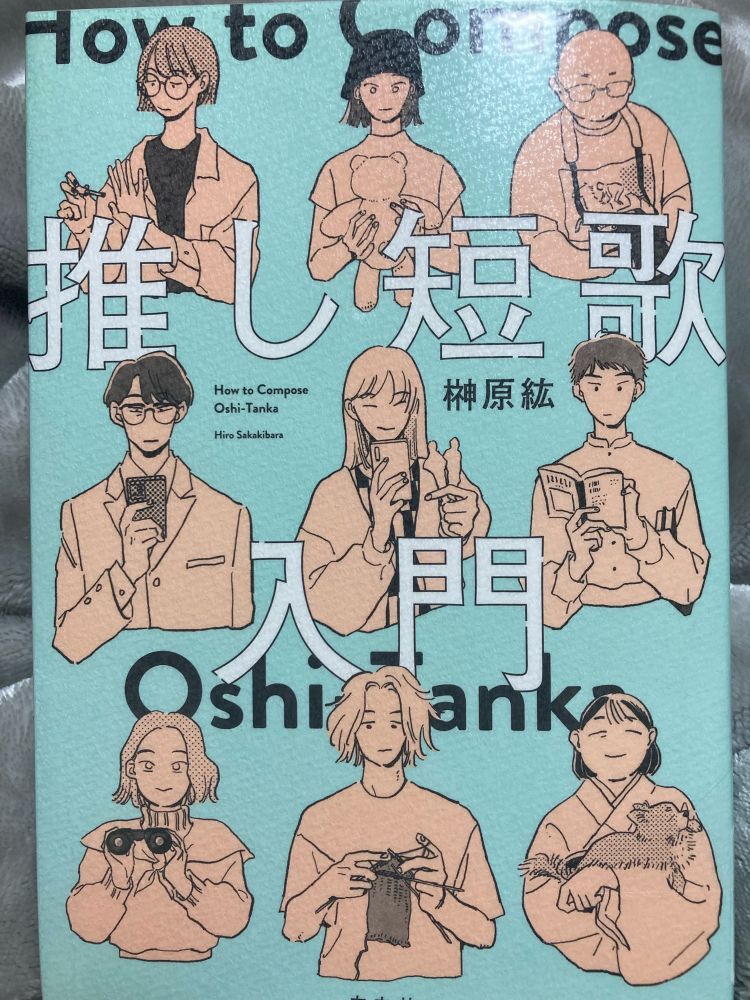 How to Compose
推し短歌
How to Compose
Oshi-Tanka
Hiro Sakakibara
榊原紘
入門
Oshi-Tanka